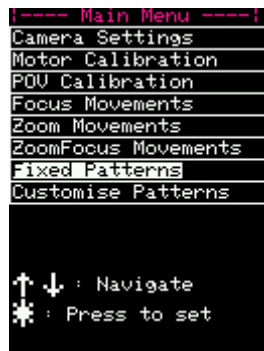 |---- Main Menu ----|
Camera Settings
Motor Calibration
POV Calibration
Focus Movements
Zoom Movements
ZoomFocus Movements
Fixed Patterns
Customise Patterns
↑ ↓ : Navigate
✱ : Press to set